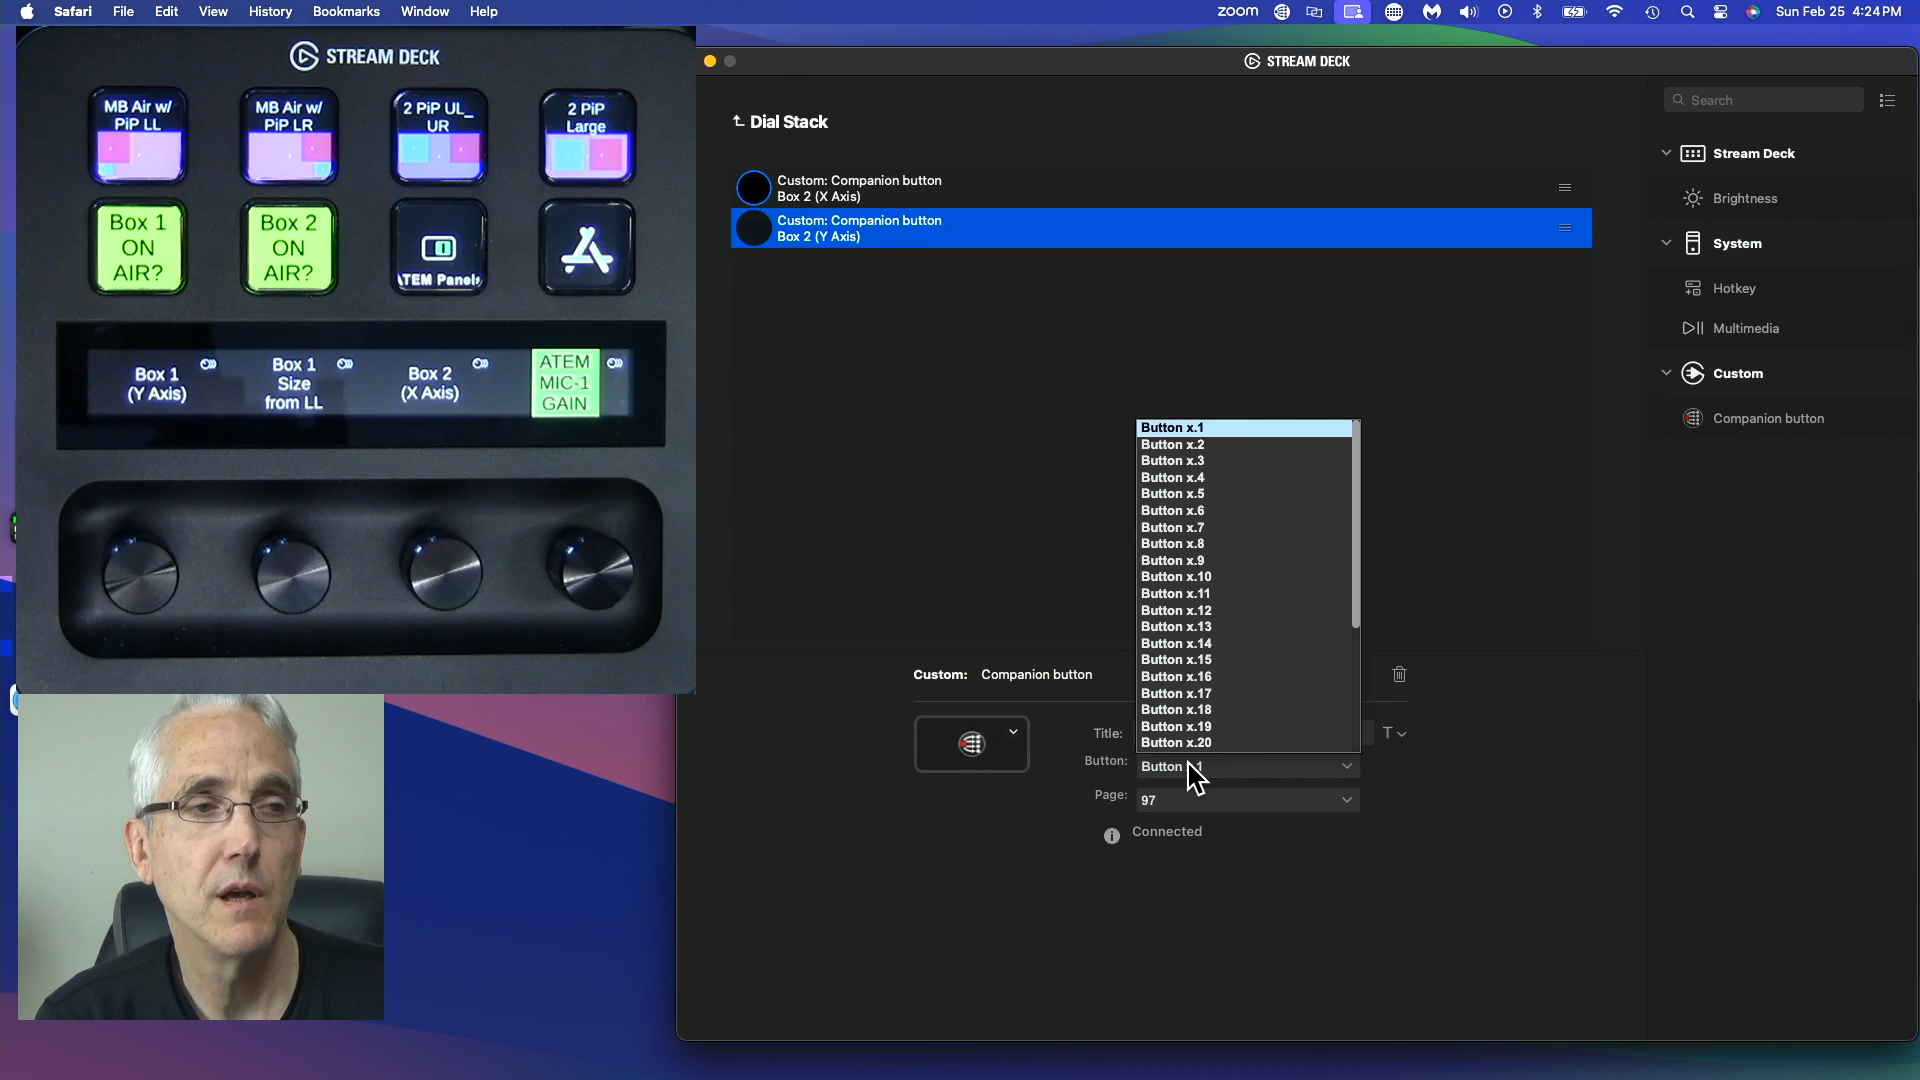 Safari File Edit View History Bookmarks Window Help
zoom
Sun Feb 25 4:24 PM
STREAM DECK
MB Air w/
PiP LL
MB Air w/
PiP LR
2 PiP UL_
UR
2 PiP
Large
Box 1
ON
AIR?
Box 2
ON
AIR?
ATEM Panels
Box 1
(Y Axis)
Box 1
Size
from LL
Box 2
(X Axis)
ATEM
MIC-1
GAIN
STREAM DECK
Dial Stack
Custom: Companion button
Box 2 (X Axis)
Custom: Companion button
Box 2 (Y Axis)
Button x.1
Button x.2
Button x.3
Button x.4
Button x.5
Button x.6
Button x.7
Button x.8
Button x.9
Button x.10
Button x.11
Button x.12
Button x.13
Button x.14
Button x.15
Button x.16
Button x.17
Button x.18
Button x.19
Button x.20
Custom: Companion button
Title:
T
Button: Button x.1
Page: 97
Connected
Search
Stream Deck
Brightness
System
Hotkey
Multimedia
Custom
Companion button